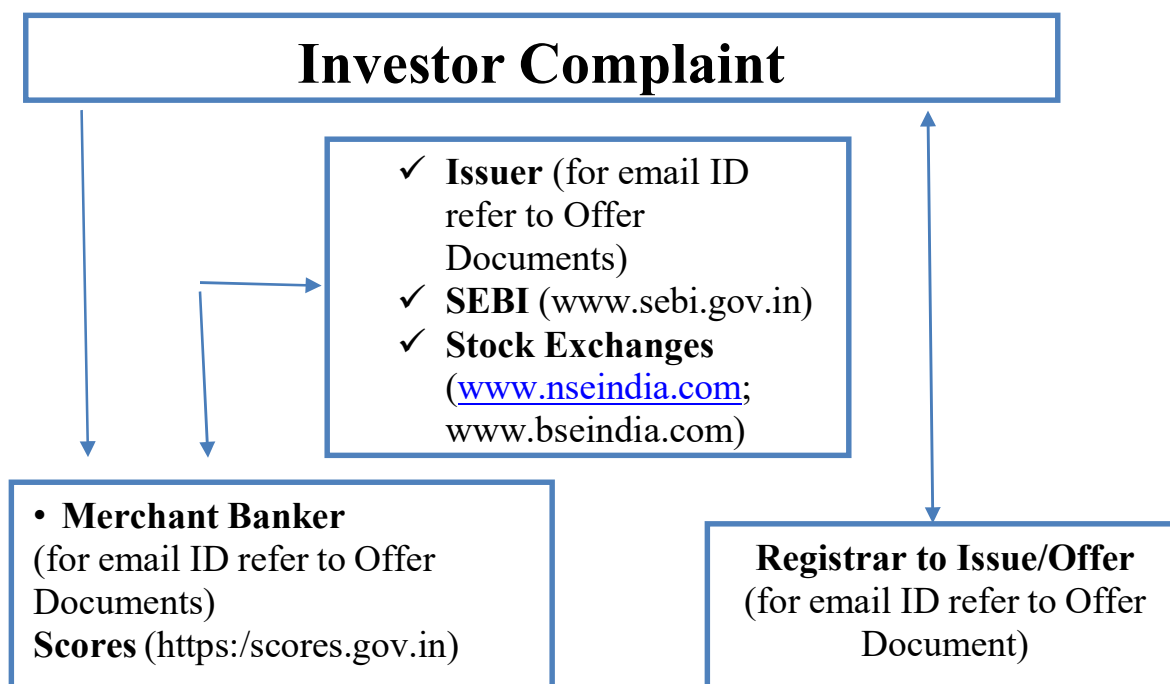 Investor Complaint
✓ Issuer (for email ID
refer to Offer
Documents)
✓ SEBI (www.sebi.gov.in)
✓ Stock Exchanges
(www.nseindia.com;
www.bseindia.com)
• Merchant Banker
(for email ID refer to Offer
Documents)
Scores (https:/scores.gov.in)
Registrar to Issue/Offer
(for email ID refer to Offer
Document)